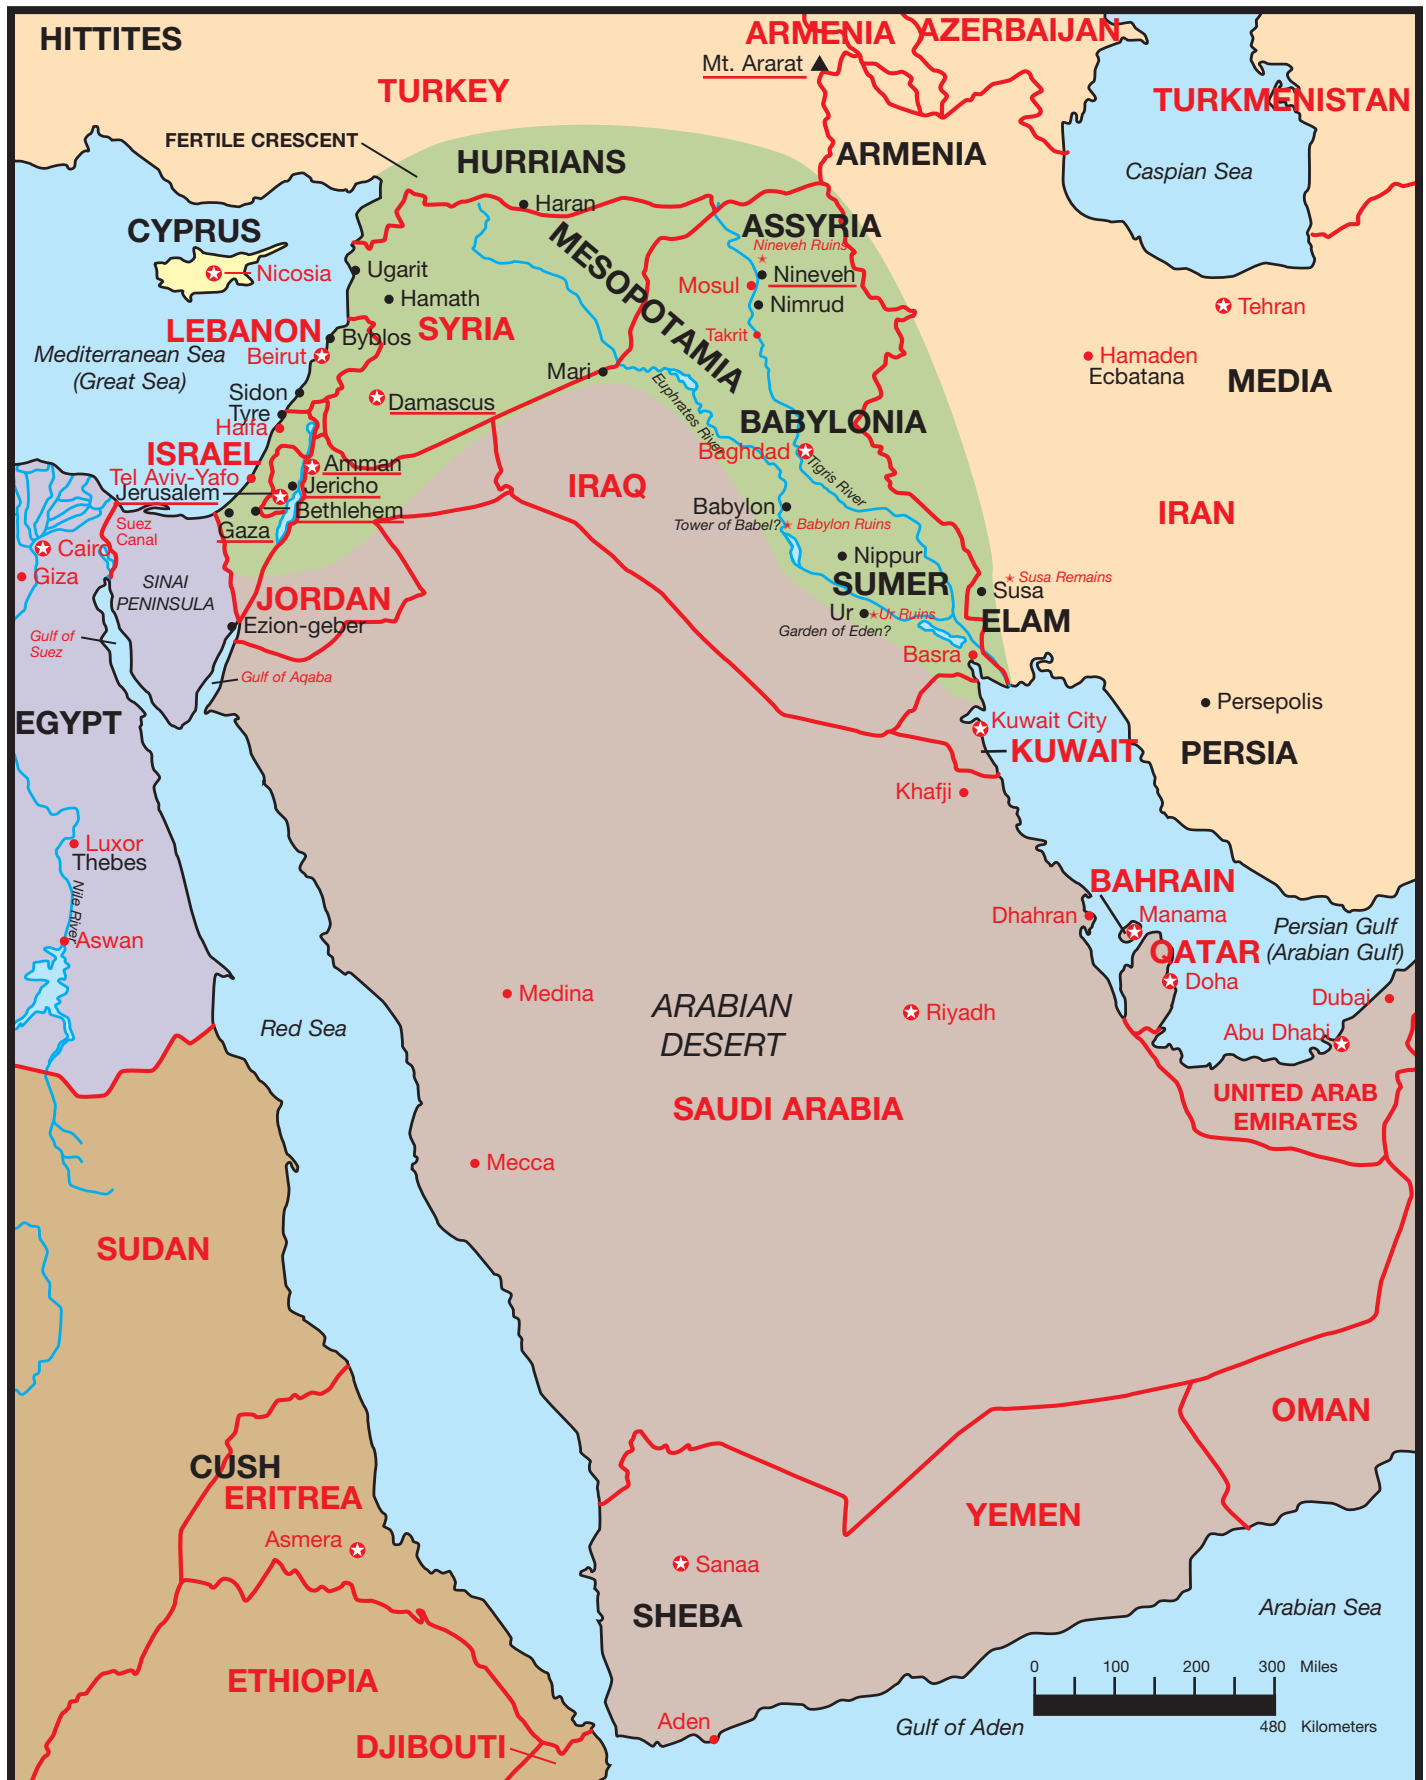 HITTITES
ARMENIA
AZERBAIJAN
Mt. Ararat
TURKEY
TURKMENISTAN
FERTILE CRESCENT
HURRIANS
ARMENIA
Caspian Sea
Haran
CYPRUS
MESOPOTAMIA
ASSYRIA
Nineveh Ruins
Nicosia
Ugarit
Nineveh
Mosul
Hamath
Nimrud
Tehran
LEBANON
SYRIA
Byblos
Takrit
Mediterranean Sea
(Great Sea)
Beirut
Hamaden
Ecbatana
MEDIA
Mari
Euphrates River
Sidon
Damascus
Tyre
Haifa
BABYLONIA
ISRAEL
Baghdad
Tigris River
Amman
Tel Aviv-Yafo
Jericho
IRAQ
Jerusalem
Bethlehem
Babylon
IRAN
Gaza
Suez
Canal
Tower of Babel?
Babylon Ruins
Cairo
Nippur
Giza
SINAI
PENINSULA
SUMER
Susa Remains
Susa
JORDAN
Ur
Ur Ruins
ELAM
Ezion-geber
Garden of Eden?
Gulf of
Suez
Basra
Gulf of Aqaba
EGYPT
Persepolis
Kuwait City
KUWAIT
PERSIA
Khafji
Luxor
Thebes
Nile River
BAHRAIN
Dhahran
Manama
Persian Gulf
(Arabian Gulf)
Aswan
QATAR
Doha
Medina
ARABIAN
DESERT
Dubai
Riyadh
Red Sea
Abu Dhabi
SAUDI ARABIA
UNITED ARAB
EMIRATES
Mecca
SUDAN
OMAN
CUSH
ERITREA
YEMEN
Asmera
Sanaa
SHEBA
Arabian Sea
ETHIOPIA
0 100 200 300 Miles
480 Kilometers
Aden
Gulf of Aden
DJIBOUTI